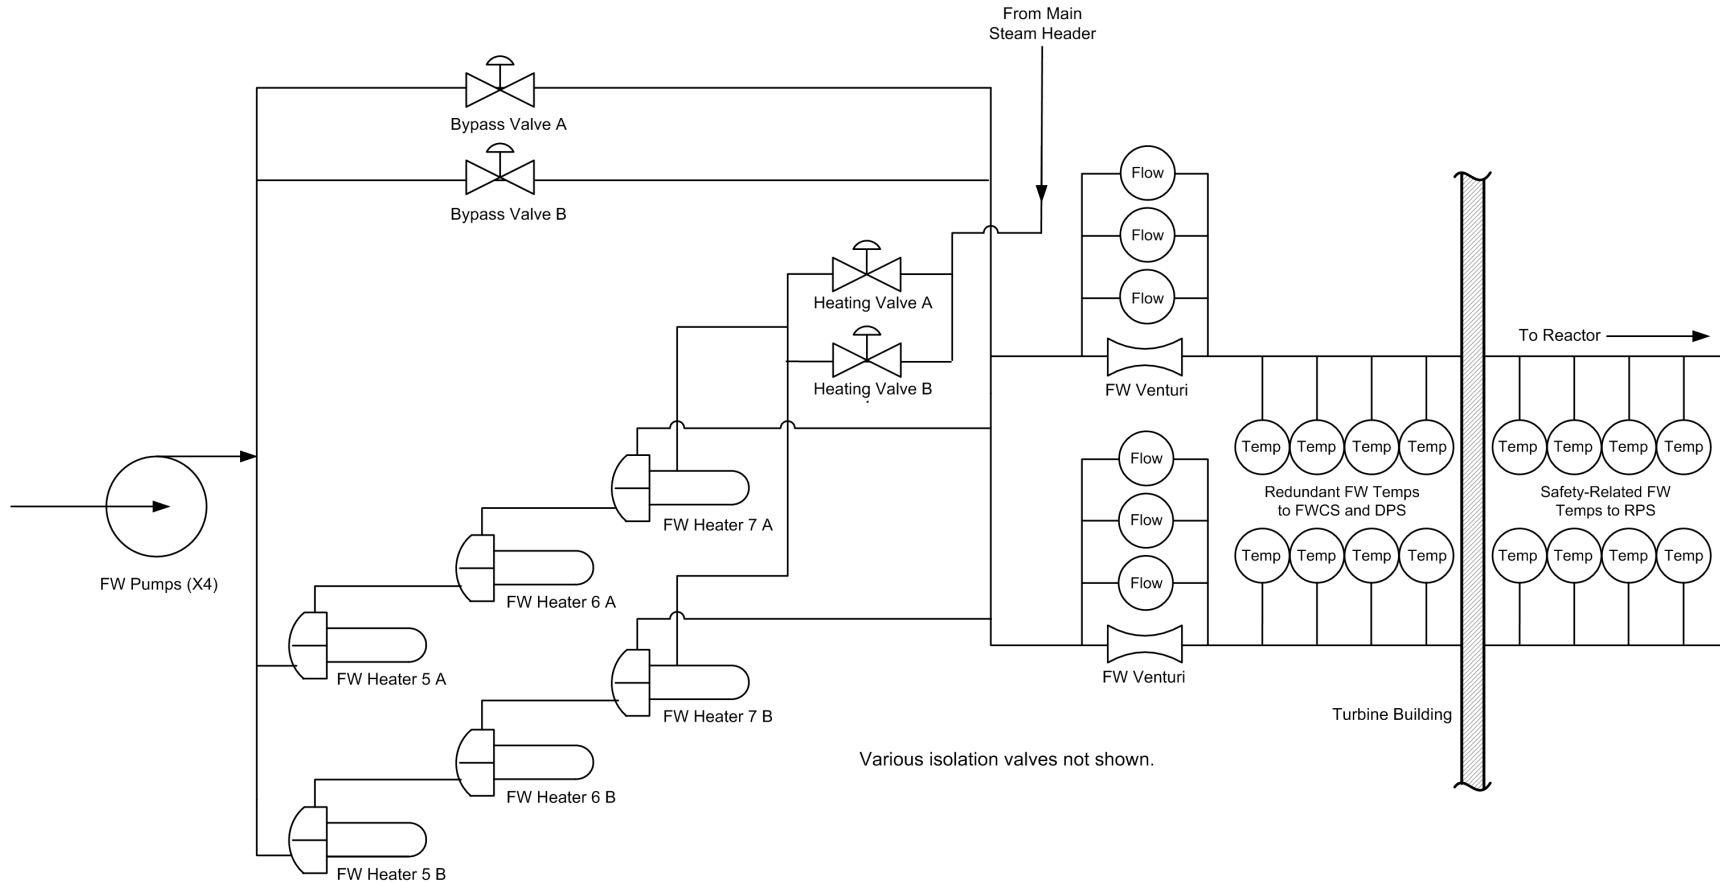 From Main
Steam Header
Bypass Valve A
Bypass Valve B
Flow
Flow
Flow
Heating Valve A
Heating Valve B
FW Venturi
To Reactor
Temp
Temp
Temp
Temp
Temp
Temp
Temp
Temp
Redundant FW Temps
to FWCS and DPS
Safety-Related FW
Temps to RPS
Flow
Flow
Flow
FW Venturi
Temp
Temp
Temp
Temp
Temp
Temp
Temp
Temp
FW Pumps (X4)
FW Heater 7 A
FW Heater 6 A
FW Heater 5 A
FW Heater 7 B
FW Heater 6 B
FW Heater 5 B
Turbine Building
Various isolation valves not shown.